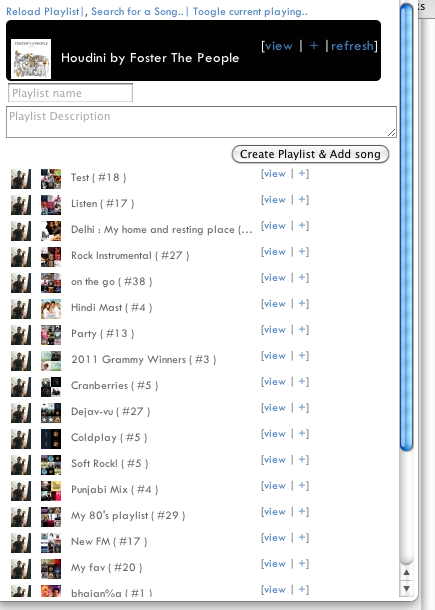 Reload Playlist|, Search for a Song..| Toogle current playing..
Houdini by Foster The People [view | + |refresh]
Playlist name
Playlist Description
Create Playlist & Add song
Test ( #18 ) [view | +]
Listen ( #17 ) [view | +]
Delhi : My home and resting place (... [view | +]
Rock Instrumental ( #27 ) [view | +]
on the go ( #38 ) [view | +]
Hindi Mast ( #4 ) [view | +]
Party ( #13 ) [view | +]
2011 Grammy Winners ( #3 ) [view | +]
Cranberries ( #5 ) [view | +]
Dejav-vu ( #27 ) [view | +]
Coldplay ( #5 ) [view | +]
Soft Rock! ( #5 ) [view | +]
Punjabi Mix ( #4 ) [view | +]
My 80's playlist ( #29 ) [view | +]
New FM ( #17 ) [view | +]
My fav ( #20 ) [view | +]
bhajan%a ( #1 ) [view | +]